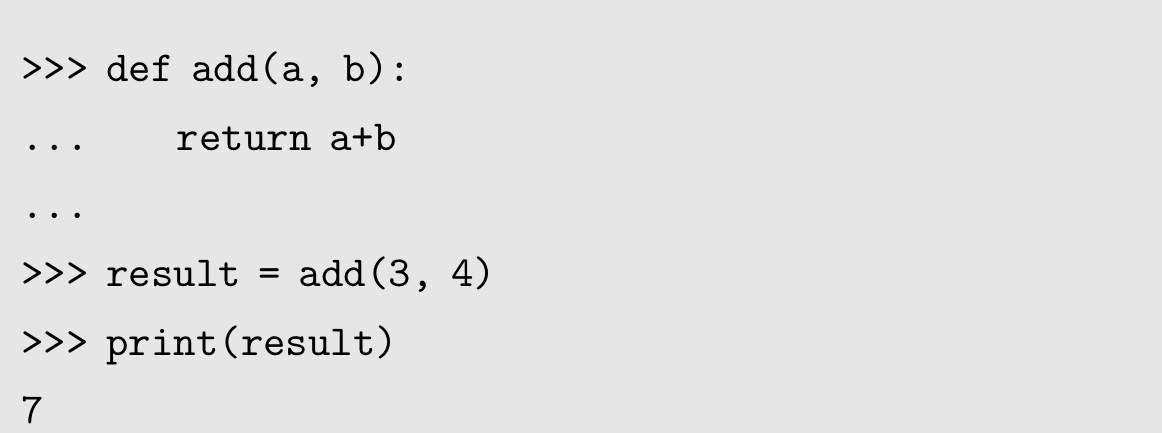 >>> def add(a, b):
...    return a+b
...
>>> result = add(3, 4)
>>> print(result)
7